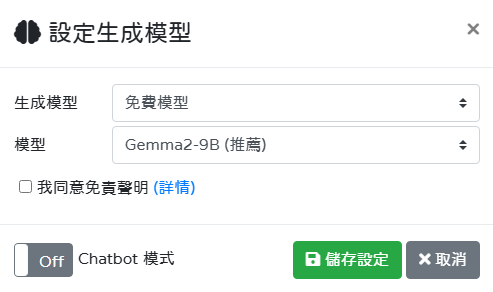 設定生成模型
×
生成模型 免費模型
模型 Gemma2-9B (推薦)
我同意免責聲明 (詳情)
Off Chatbot 模式 儲存設定 取消